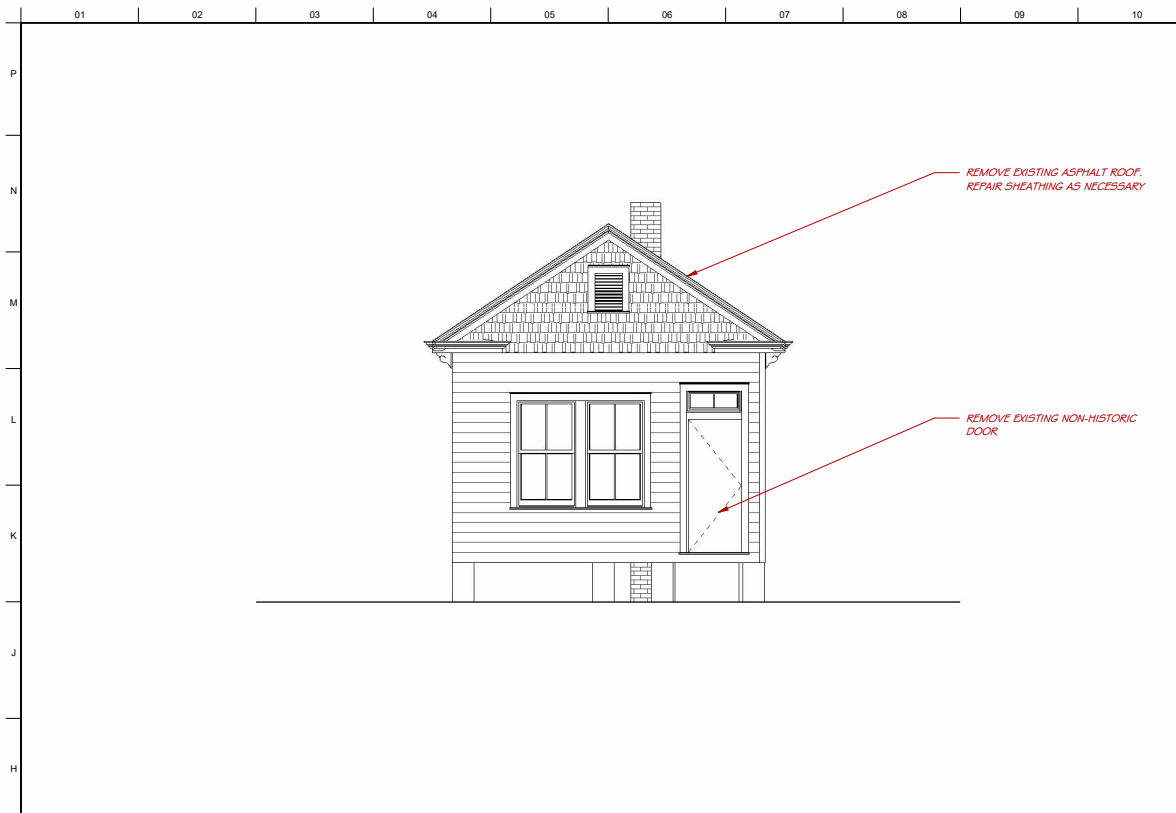 01 02 03 04 05 06 07 08 09 10
P
N
REMOVE EXISTING ASPHALT ROOF.
REPAIR SHEATHING AS NECESSARY
M
L
REMOVE EXISTING NON-HISTORIC
DOOR
K
J
H